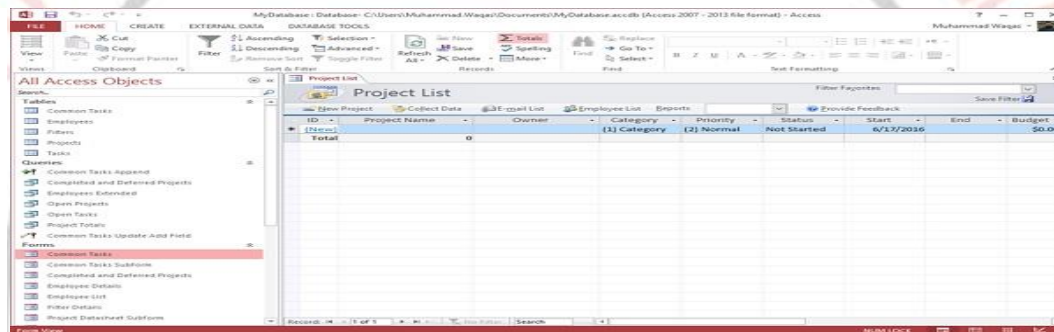 MyDatabase : Database- C:\Users\Muhammad Waqas\Documents\MyDatabase.accdb (Access 2007 - 2013 file format) - Access
FILE HOME CREATE EXTERNAL DATA DATABASE TOOLS Muhammad Waqas
View
Paste
Cut
Copy
Format Painter
Filter
Ascending
Descending
Remove Sort
Selection
Advanced
Toggle Filter
Refresh All
New
Save
Delete
Totals
Spelling
More
Find
Replace
Go To
Select
B I U A
Views Clipboard Sort & Filter Records Find Text Formatting
All Access Objects
Search...
Tables
Common Tasks
Employees
Filters
Projects
Tasks
Queries
Common Tasks Append
Completed and Deferred Projects
Employees Extended
Open Projects
Open Tasks
Project Totals
Common Tasks Update Add Field
Forms
Common Tasks
Common Tasks Subform
Completed and Deferred Projects
Employee Details
Employee List
Filter Details
Project Datasheet Subform
Project List
Project List
Filter Favorites
Save Filter
New Project Collect Data E-mail List Employee List Reports Provide Feedback
ID Project Name Owner Category Priority Status Start End Budget
(New) (1) Category (2) Normal Not Started 6/17/2016 $0.0
Total 0
Record: 1 of 1 No Filter Search
Form View NUM LOCK